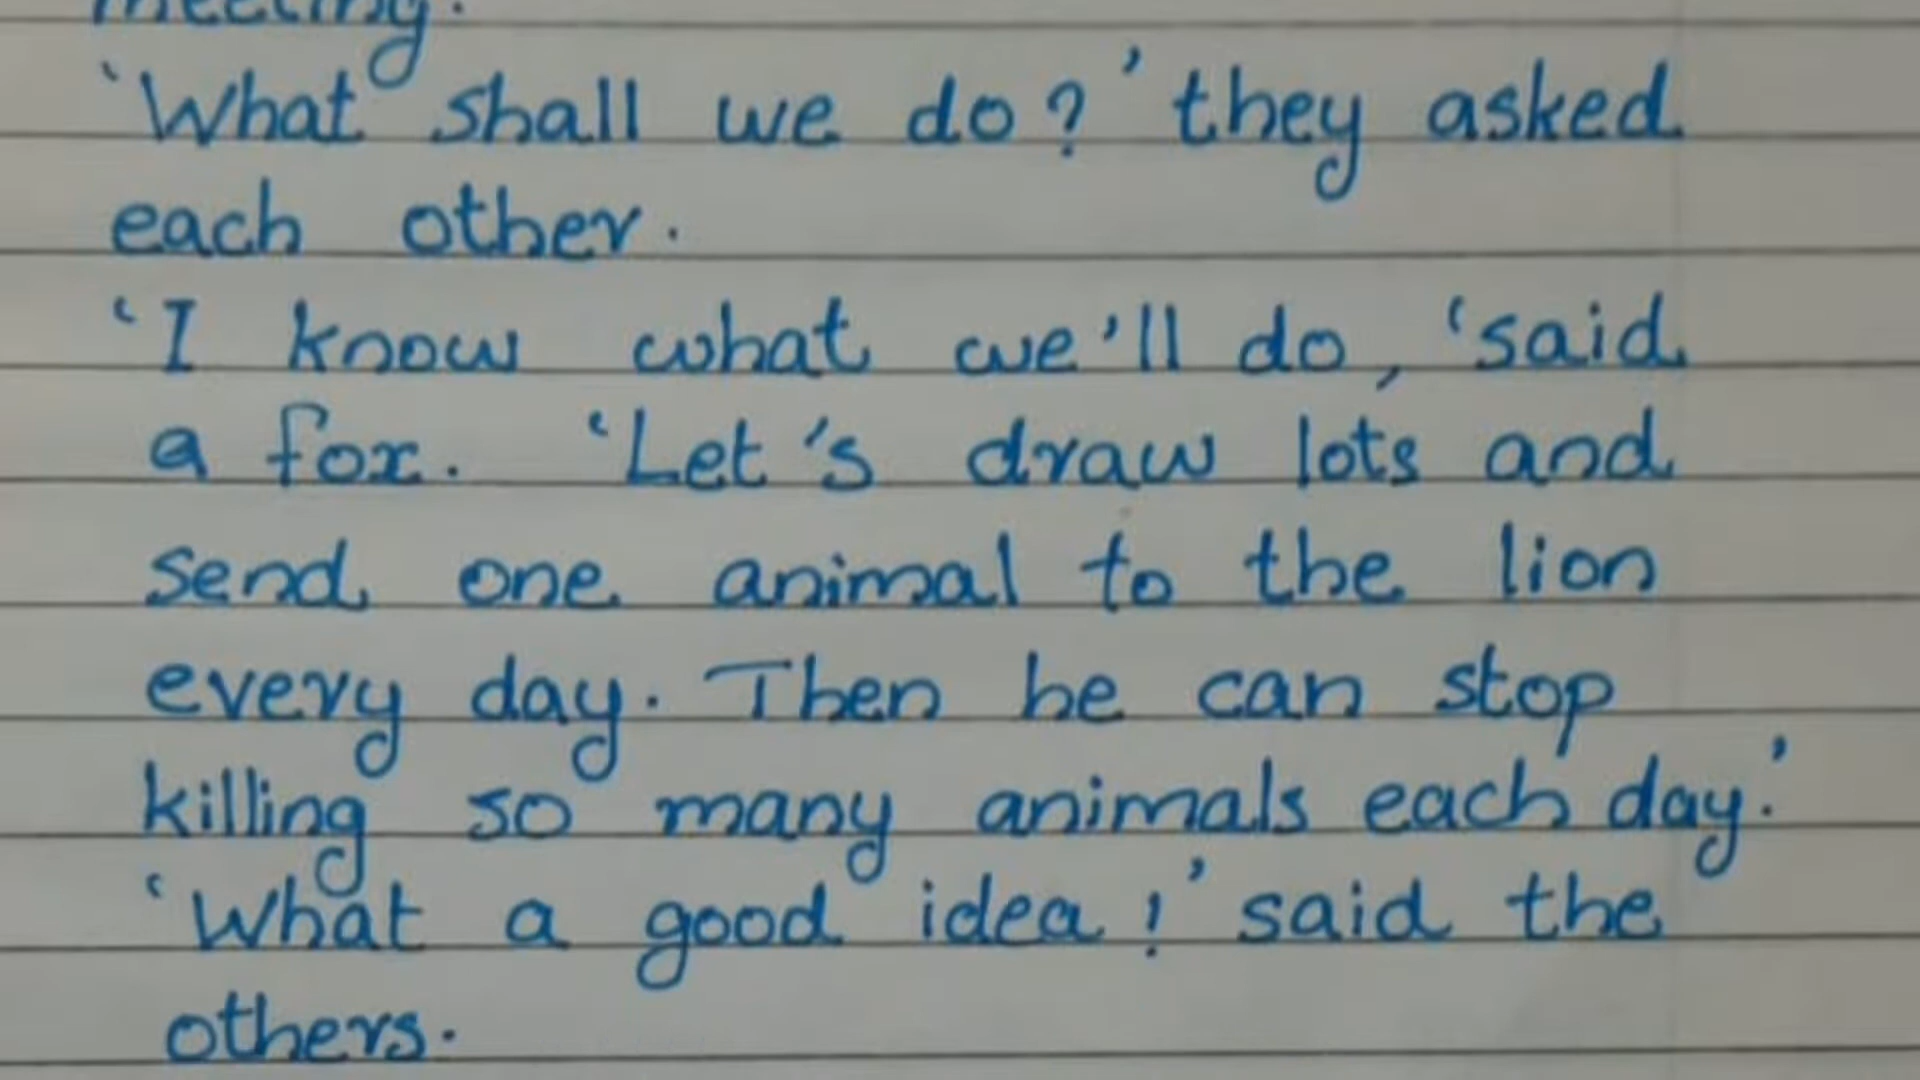 meeting.
'What shall we do?' they asked
each other.
'I know what we'll do, 'said
a fox. 'Let's draw lots and
send one animal to the lion
every day. Then he can stop
killing so many animals each day.'
'What a good idea!' said the
others.